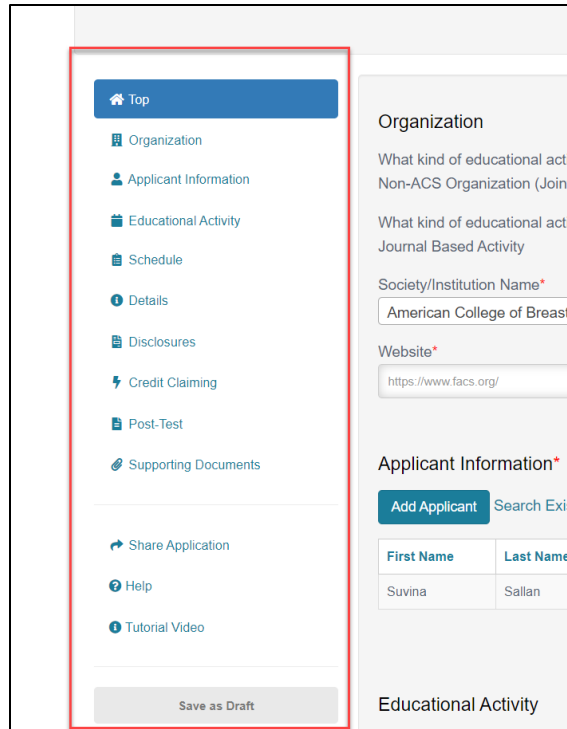 Top
Organization
Applicant Information
Educational Activity
Schedule
Details
Disclosures
Credit Claiming
Post-Test
Supporting Documents
Share Application
Help
Tutorial Video
Save as Draft
Organization
What kind of educational act
Non-ACS Organization (Join
What kind of educational act
Journal Based Activity
Society/Institution Name*
American College of Breast
Website*
https://www.facs.org/
Applicant Information*
Add Applicant Search Exi
First Name Last Name
Suvina Sallan
Educational Activity